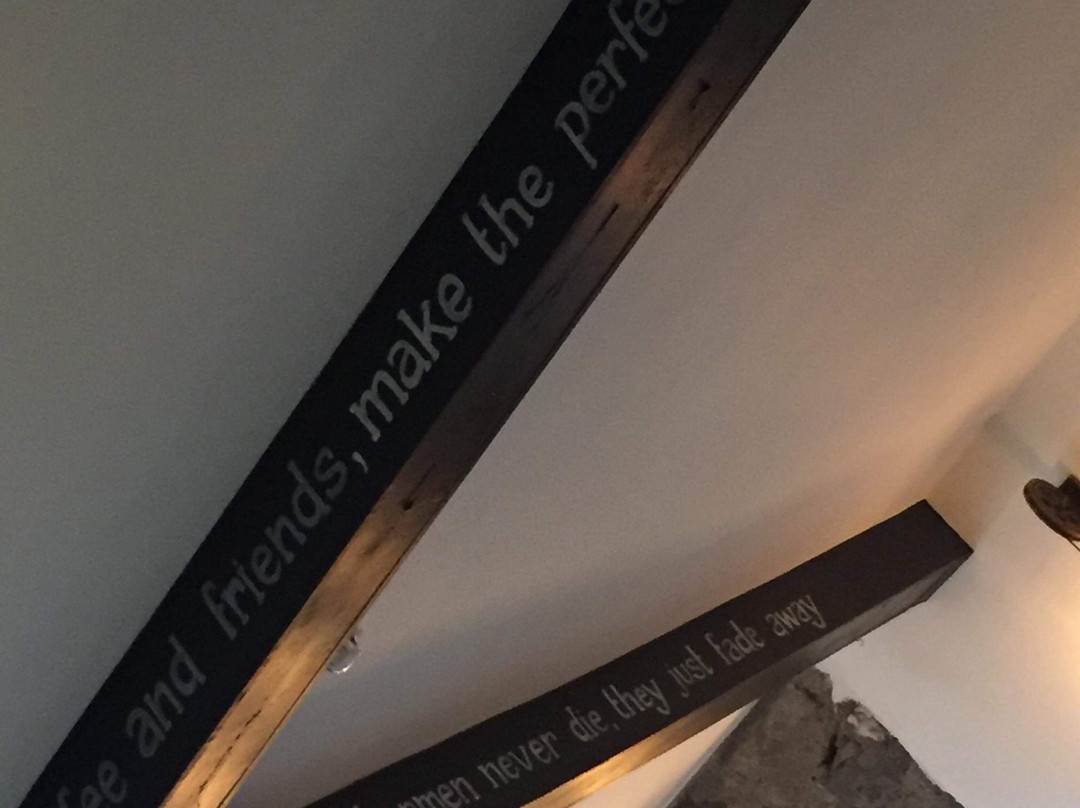 and friends, make the
never die, they just fade away